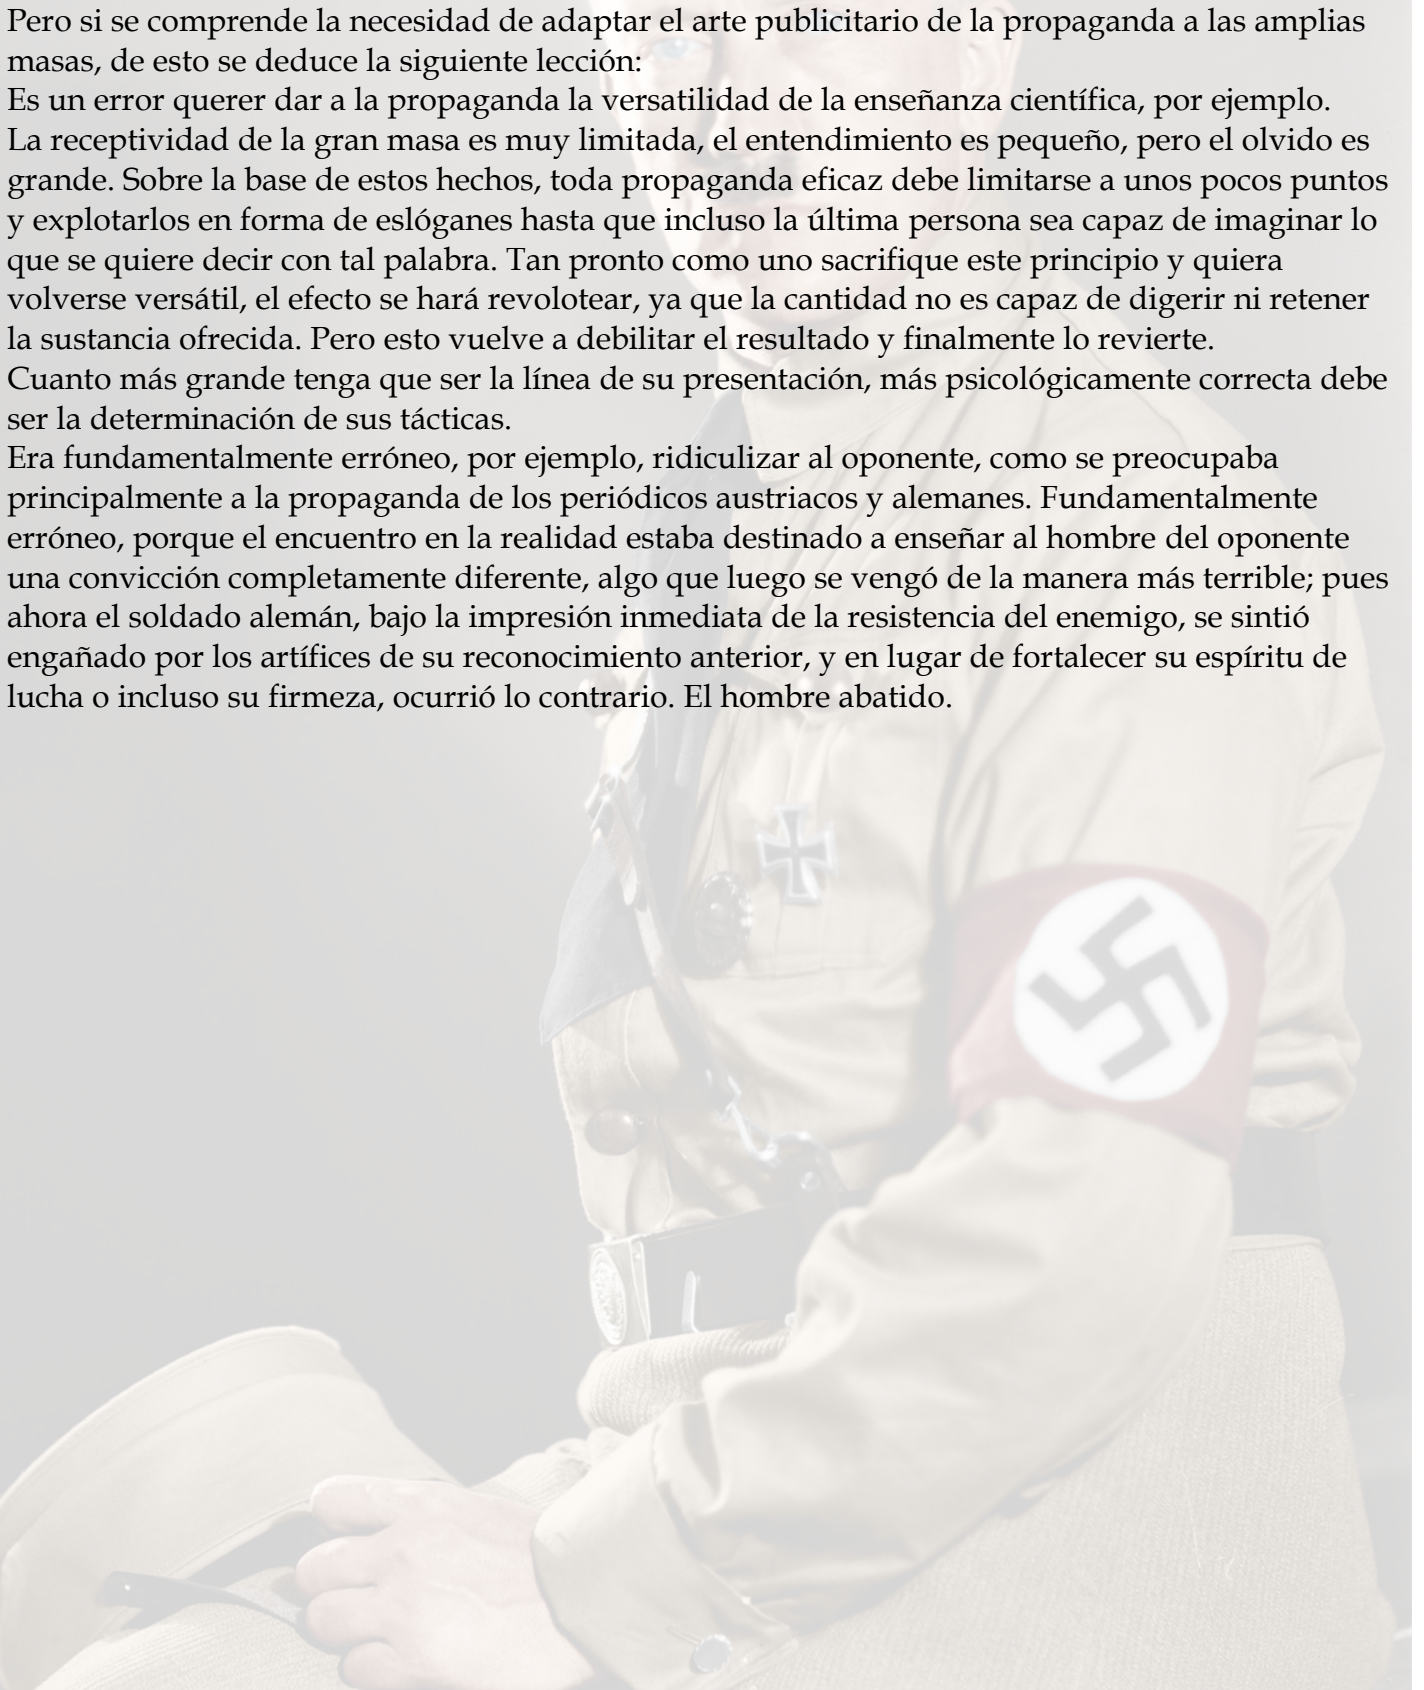 Pero si se comprende la necesidad de adaptar el arte publicitario de la propaganda a las amplias
masas, de esto se deduce la siguiente lección:
Es un error querer dar a la propaganda la versatilidad de la enseñanza científica, por ejemplo.
La receptividad de la gran masa es muy limitada, el entendimiento es pequeño, pero el olvido es
grande. Sobre la base de estos hechos, toda propaganda eficaz debe limitarse a unos pocos puntos
y explotarlos en forma de eslóganes hasta que incluso la última persona sea capaz de imaginar lo
que se quiere decir con tal palabra. Tan pronto como uno sacrifique este principio y quiera
volverse versátil, el efecto se hará revolotear, ya que la cantidad no es capaz de digerir ni retener
la sustancia ofrecida. Pero esto vuelve a debilitar el resultado y finalmente lo revierte.
Cuanto más grande tenga que ser la línea de su presentación, más psicológicamente correcta debe
ser la determinación de sus tácticas.
Era fundamentalmente erróneo, por ejemplo, ridiculizar al oponente, como se preocupaba
principalmente a la propaganda de los periódicos austriacos y alemanes. Fundamentalmente
erróneo, porque el encuentro en la realidad estaba destinado a enseñar al hombre del oponente
una convicción completamente diferente, algo que luego se vengó de la manera más terrible; pues
ahora el soldado alemán, bajo la impresión inmediata de la resistencia del enemigo, se sintió
engañado por los artífices de su reconocimiento anterior, y en lugar de fortalecer su espíritu de
lucha o incluso su firmeza, ocurrió lo contrario. El hombre abatido.